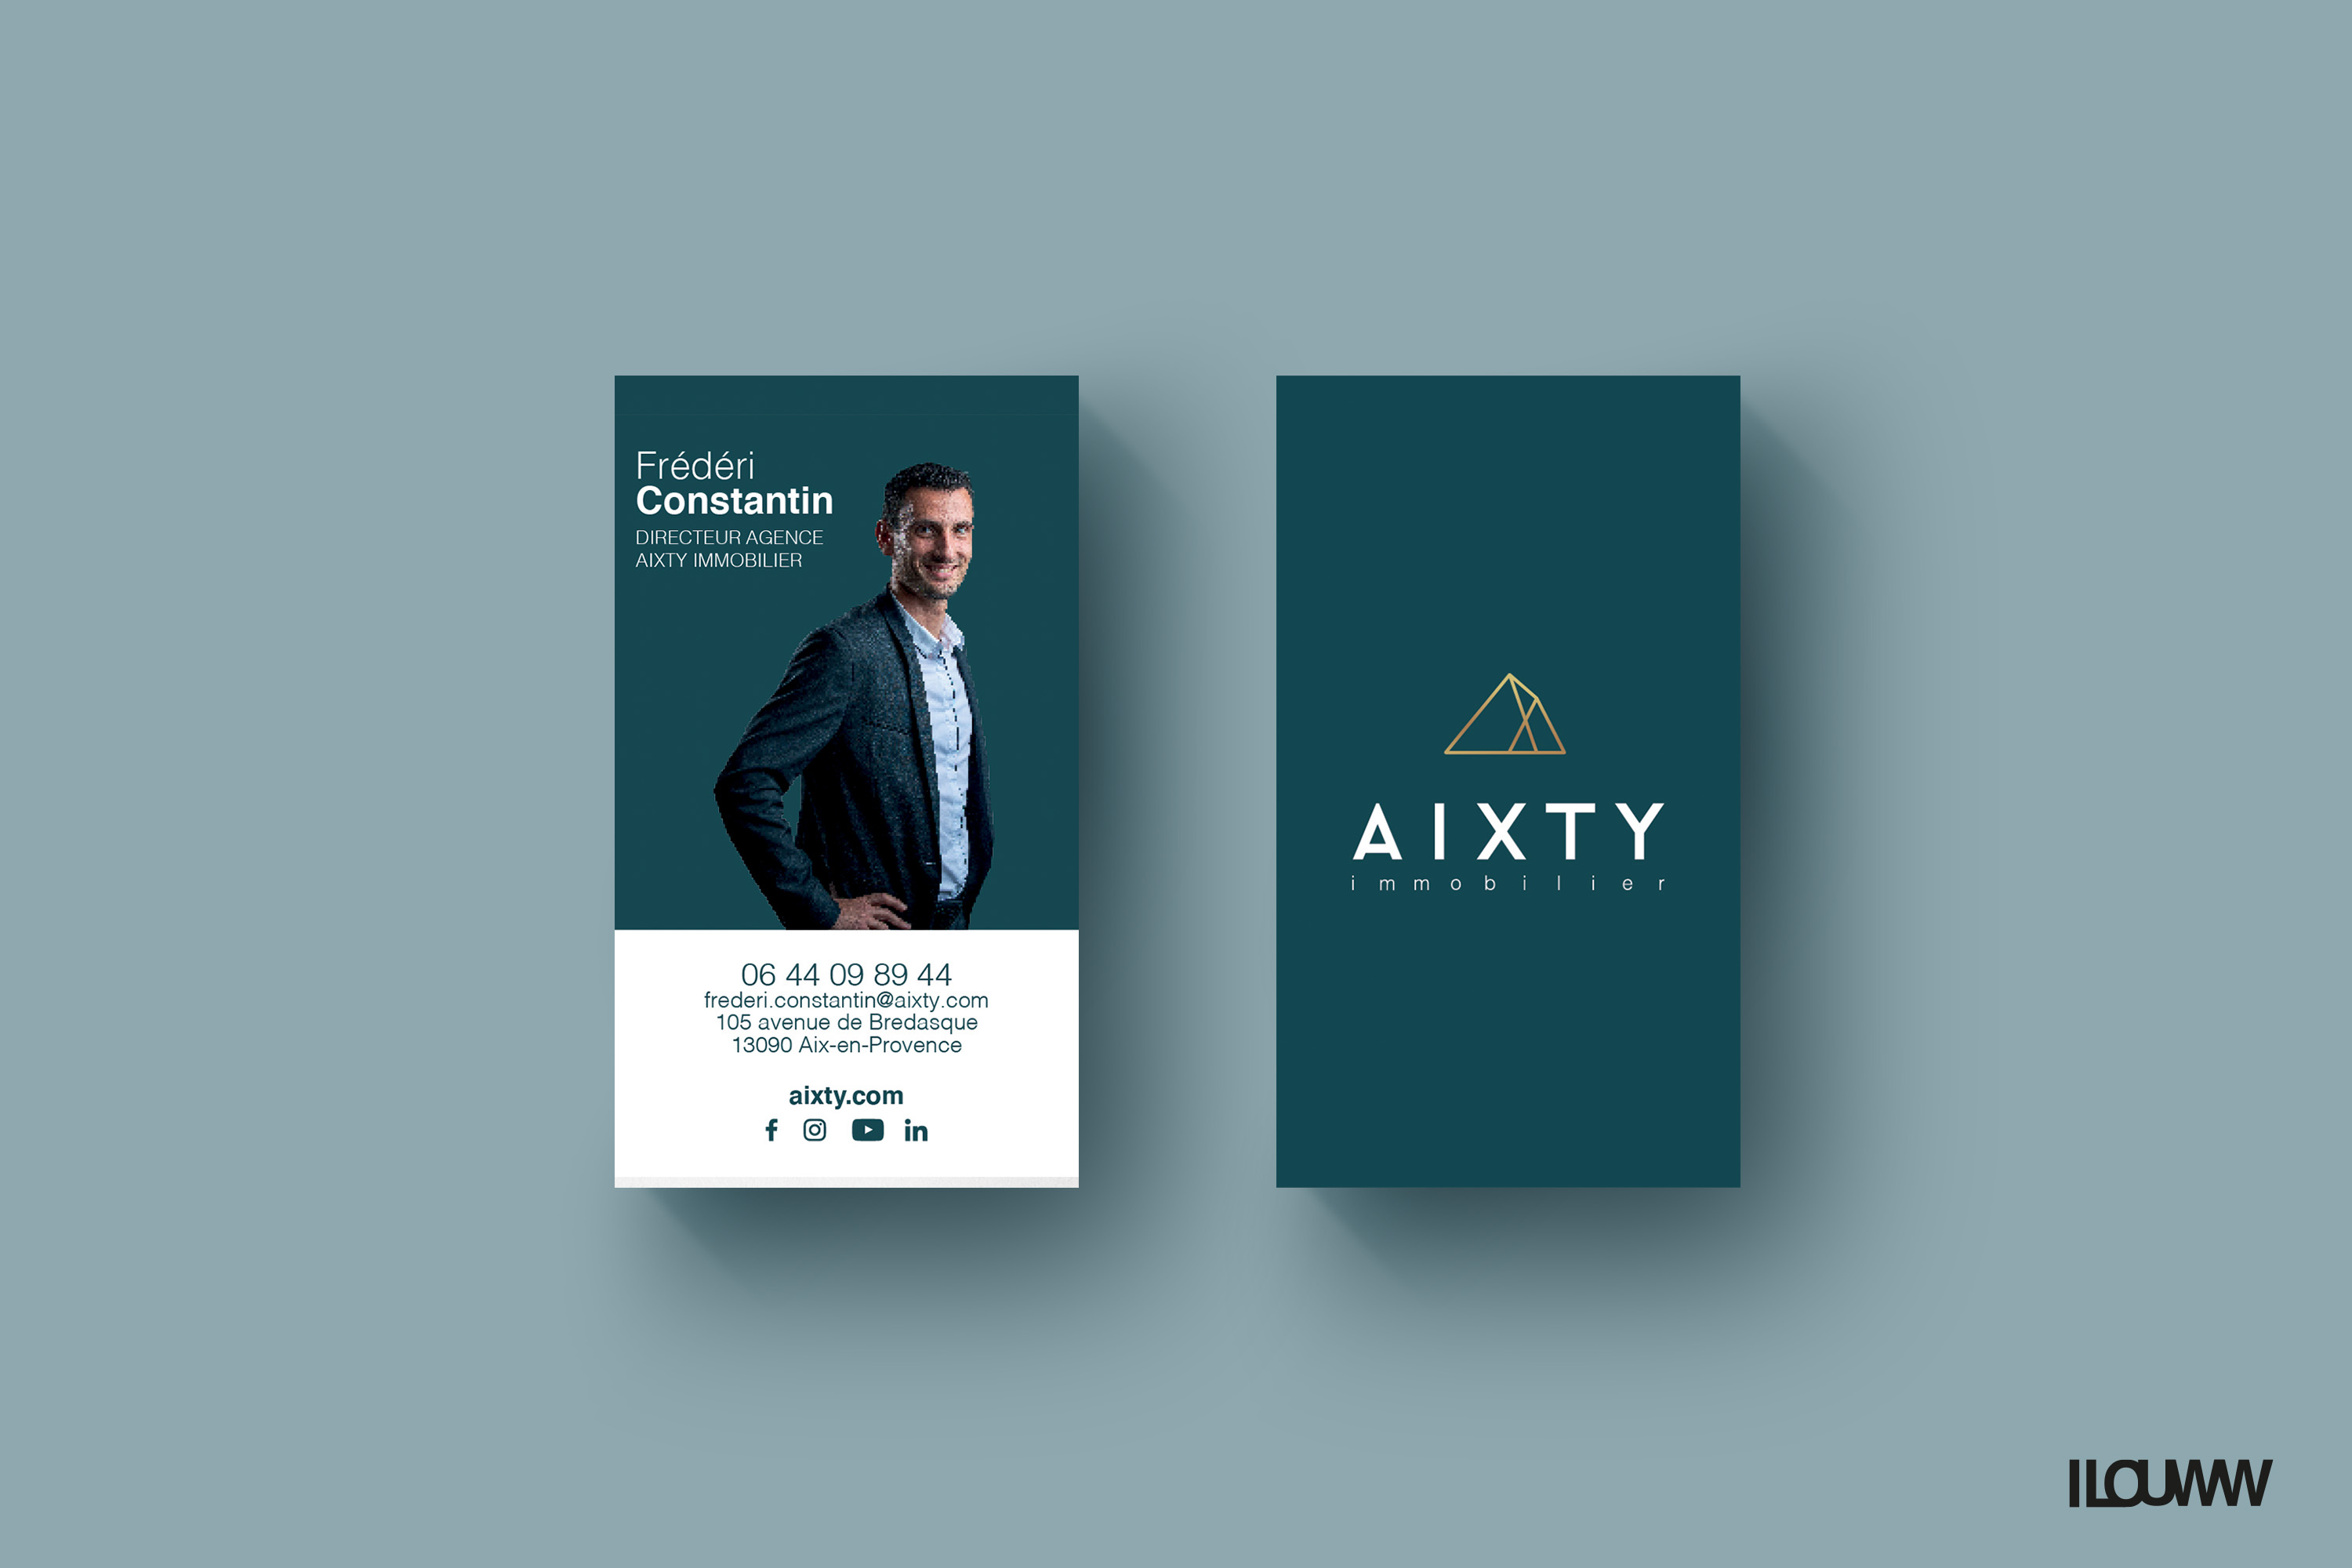 Frédéri
Constantin
DIRECTEUR AGENCE
AIXTY IMMOBILIER
06 44 09 89 44
frederi.constantin@aixty.com
105 avenue de Bredasque
13090 Aix-en-Provence
aixty.com
AIXTY
immobilier
ILOUWW